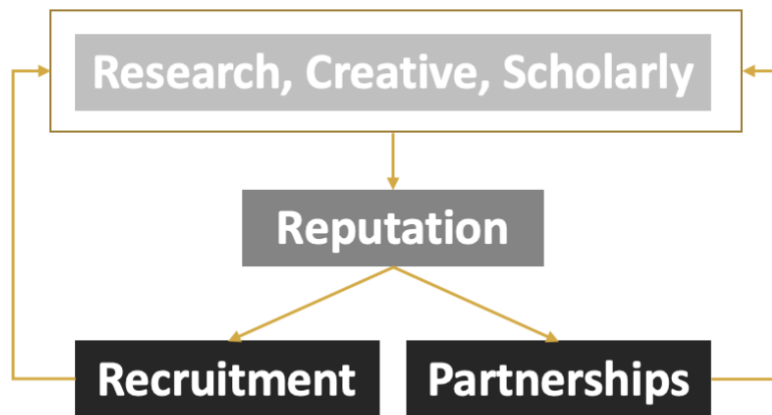 Research, Creative, Scholarly
Reputation
Recruitment
Partnerships